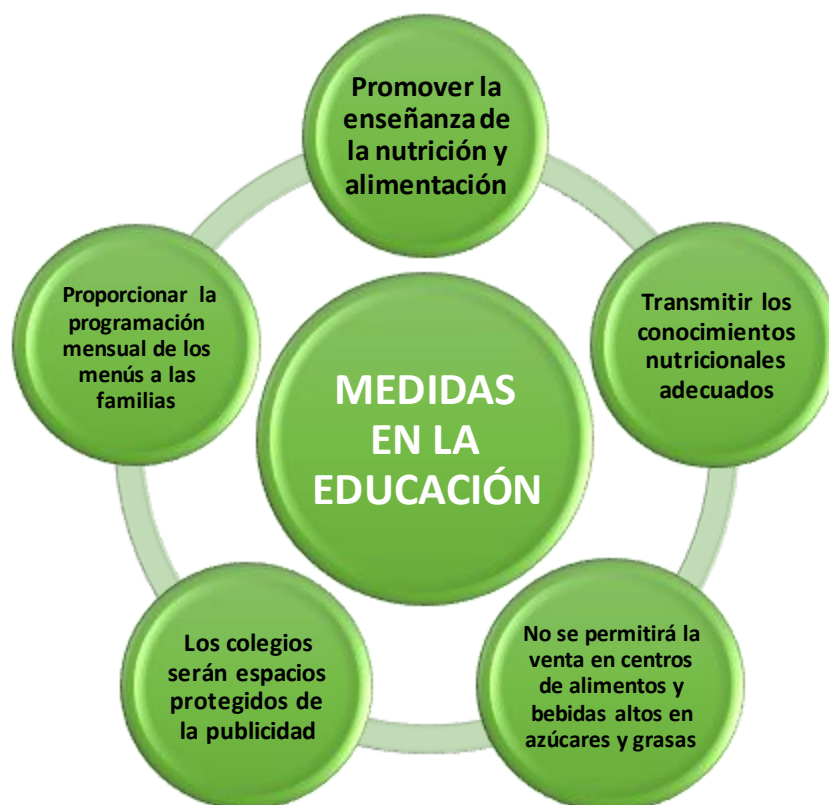 Promover la
enseñanza de
la nutrición y
alimentación
Transmitir los
conocimientos
nutricionales
adecuados
No se permitirá la
venta en centros
de alimentos y
bebidas altos en
azúcares y grasas
Los colegios
serán espacios
protegidos de
la publicidad
Proporcionar la
programación
mensual de los
menús a las
familias
MEDIDAS
EN LA
EDUCACIÓN